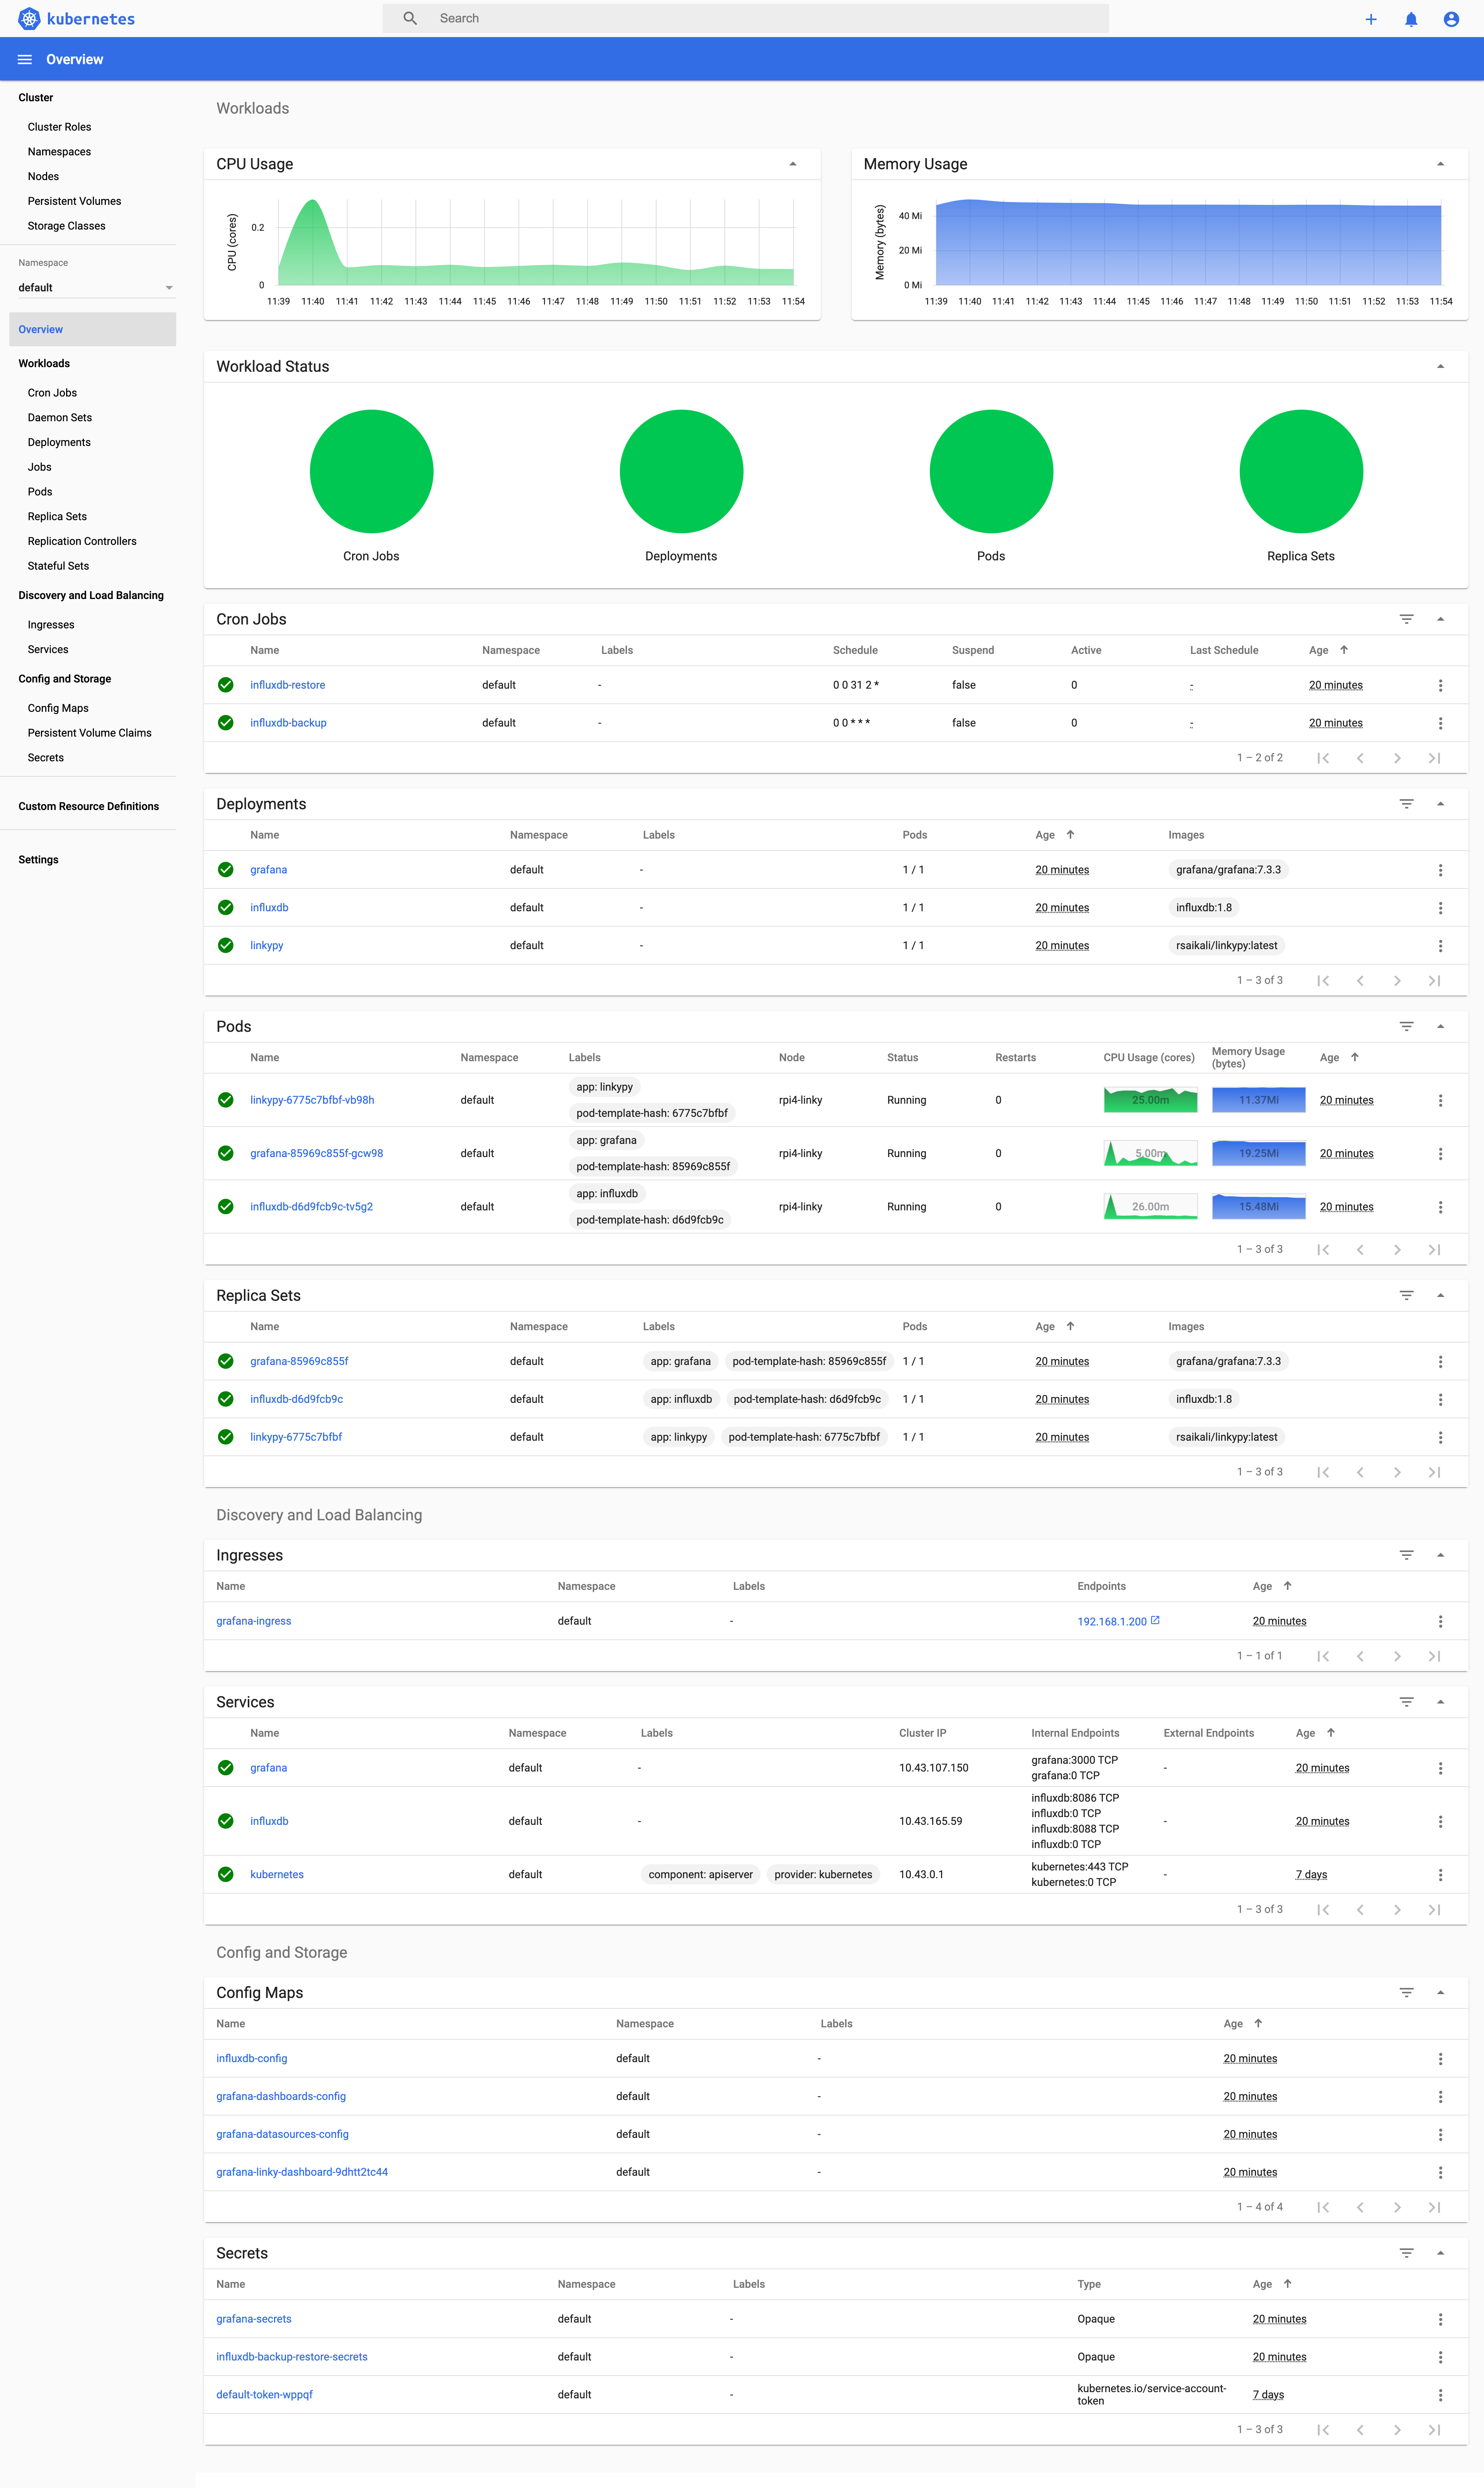 kubernetes
Search
Overview
Cluster
Cluster Roles
Namespaces
Nodes
Persistent Volumes
Storage Classes
Namespace
default
Overview
Workloads
Cron Jobs
Daemon Sets
Deployments
Jobs
Pods
Replica Sets
Replication Controllers
Stateful Sets
Discovery and Load Balancing
Ingresses
Services
Config and Storage
Config Maps
Persistent Volume Claims
Secrets
Custom Resource Definitions
Settings
Workloads
CPU Usage
CPU (cores)
0.2
0
11:39 11:40 11:41 11:42 11:43 11:44 11:45 11:46 11:47 11:48 11:49 11:50 11:51 11:52 11:53 11:54
Memory Usage
Memory (bytes)
40 Mi
20 Mi
0 Mi
11:39 11:40 11:41 11:42 11:43 11:44 11:45 11:46 11:47 11:48 11:49 11:50 11:51 11:52 11:53 11:54
Workload Status
Cron Jobs Deployments Pods Replica Sets
Cron Jobs
Name Namespace Labels Schedule Suspend Active Last Schedule Age
influxdb-restore default - 0 0 31 2 * false 0 - 20 minutes
influxdb-backup default - 0 0 * * * false 0 - 20 minutes
1 – 2 of 2
Deployments
Name Namespace Labels Pods Age Images
grafana default - 1 / 1 20 minutes grafana/grafana:7.3.3
influxdb default - 1 / 1 20 minutes influxdb:1.8
linkypy default - 1 / 1 20 minutes rsaikali/linkypy:latest
1 – 3 of 3
Pods
Name Namespace Labels Node Status Restarts CPU Usage (cores) Memory Usage (bytes) Age
linkypy-6775c7bfbf-vb98h default app: linkypy pod-template-hash: 6775c7bfbf rpi4-linky Running 0 25.00m 11.37Mi 20 minutes
grafana-85969c855f-gcw98 default app: grafana pod-template-hash: 85969c855f rpi4-linky Running 0 5.00m 19.25Mi 20 minutes
influxdb-d6d9fcb9c-tv5g2 default app: influxdb pod-template-hash: d6d9fcb9c rpi4-linky Running 0 26.00m 15.48Mi 20 minutes
1 – 3 of 3
Replica Sets
Name Namespace Labels Pods Age Images
grafana-85969c855f default app: grafana pod-template-hash: 85969c855f 1 / 1 20 minutes grafana/grafana:7.3.3
influxdb-d6d9fcb9c default app: influxdb pod-template-hash: d6d9fcb9c 1 / 1 20 minutes influxdb:1.8
linkypy-6775c7bfbf default app: linkypy pod-template-hash: 6775c7bfbf 1 / 1 20 minutes rsaikali/linkypy:latest
1 – 3 of 3
Discovery and Load Balancing
Ingresses
Name Namespace Labels Endpoints Age
grafana-ingress default - 192.168.1.200 20 minutes
1 – 1 of 1
Services
Name Namespace Labels Cluster IP Internal Endpoints External Endpoints Age
grafana default - 10.43.107.150 grafana:3000 TCP grafana:0 TCP - 20 minutes
influxdb default - 10.43.165.59 influxdb:8086 TCP influxdb:0 TCP influxdb:8088 TCP influxdb:0 TCP - 20 minutes
kubernetes default component: apiserver provider: kubernetes 10.43.0.1 kubernetes:443 TCP kubernetes:0 TCP - 7 days
1 – 3 of 3
Config and Storage
Config Maps
Name Namespace Labels Age
influxdb-config default - 20 minutes
grafana-dashboards-config default - 20 minutes
grafana-datasources-config default - 20 minutes
grafana-linky-dashboard-9dhtt2tc44 default - 20 minutes
1 – 4 of 4
Secrets
Name Namespace Labels Type Age
grafana-secrets default - Opaque 20 minutes
influxdb-backup-restore-secrets default - Opaque 20 minutes
default-token-wppqf default - kubernetes.io/service-account-token 7 days
1 – 3 of 3